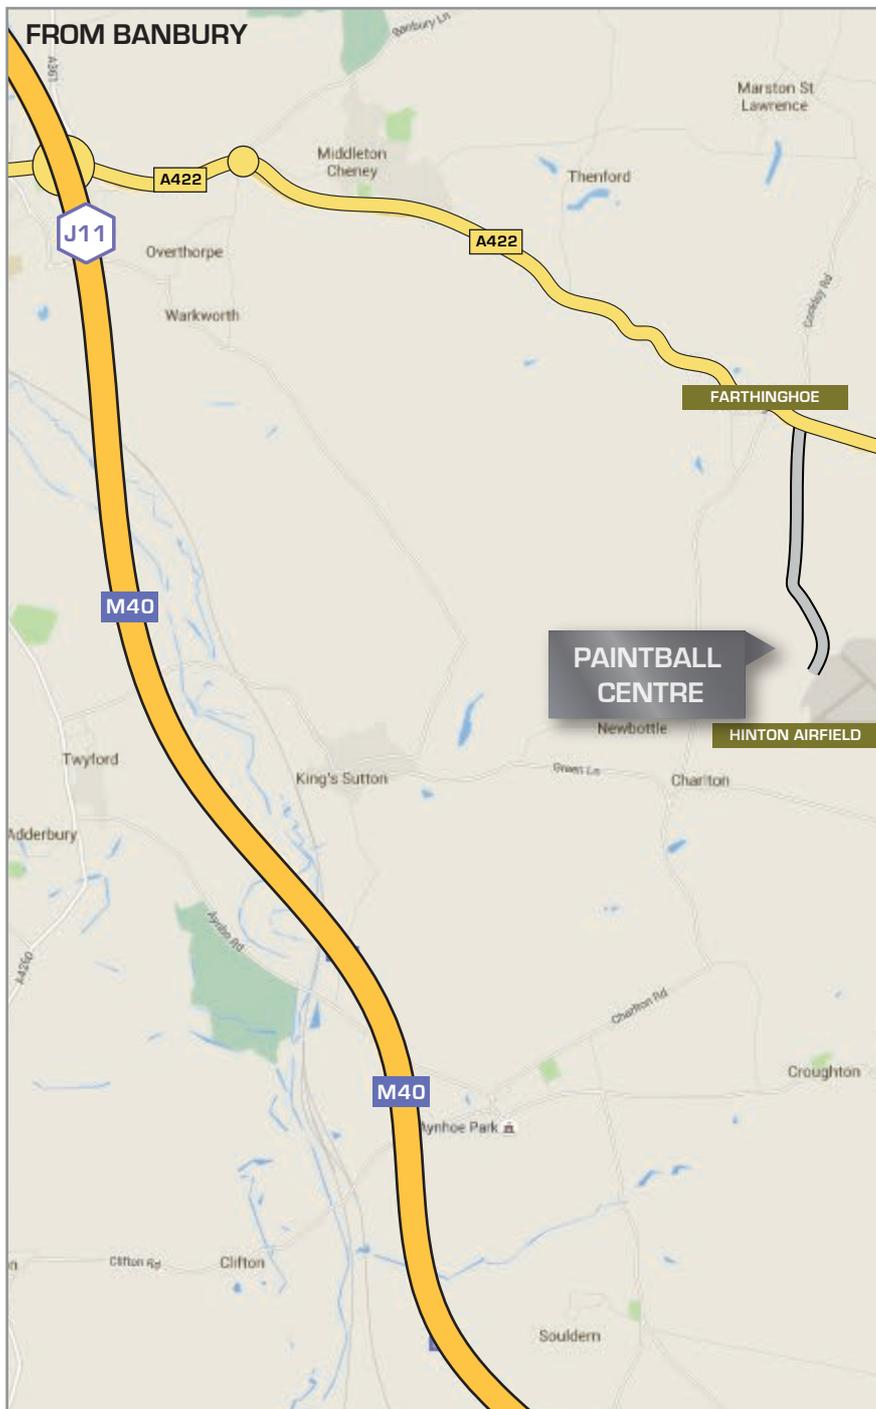 FROM BANBURY
Banbury Ln
A361
Marston St
Lawrence
Middleton
Cheney
A422
Thenford
J11
A422
Overthorpe
Warkworth
FARTHINGHOE
M40
PAINTBALL
CENTRE
Newbottle
HINTON AIRFIELD
Twyford
King's Sutton
Green Ln
Charlton
Adderbury
Aynho Rd
A4260
Charlton Rd
Croughton
M40
Aynhoe Park
Clifton Rd
Clifton
Souldern